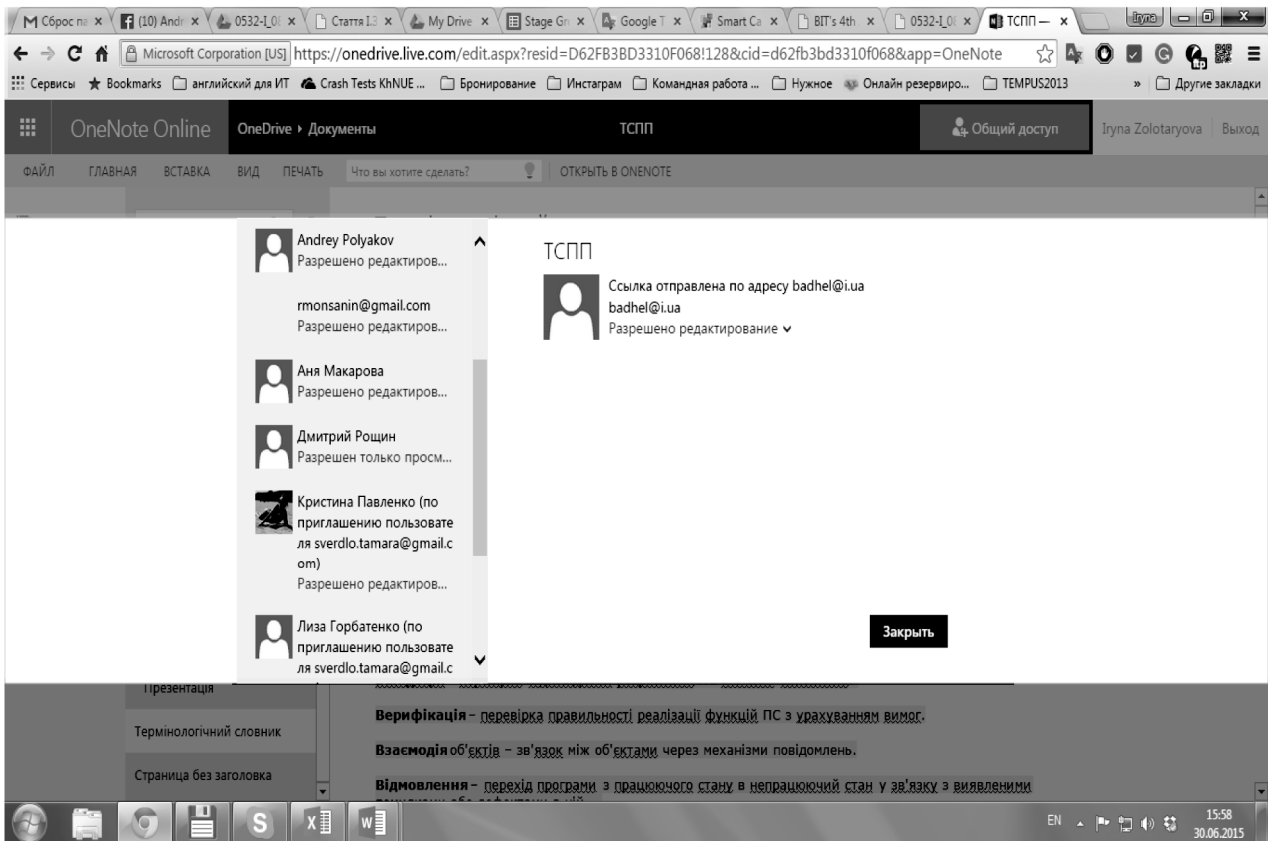 Сброс па
(10) Andr
0532-I_08
Стаття I.3
My Drive
Stage Gr
Google T
Smart Ca
BIT's 4th
0532-I_08
ТСПП —
Iryna
Microsoft Corporation [US] https://onedrive.live.com/edit.aspx?resid=D62FB3BD3310F068!128&cid=d62fb3bd3310f068&app=OneNote
Сервисы Bookmarks английский для ИТ Crash Tests KhNUE ... Бронирование Инстаграм Командная работа ... Нужное Онлайн резервиро... TEMPUS2013 » Другие закладки
OneNote Online OneDrive Документы ТСПП Общий доступ Iryna Zolotaryova Выход
ФАЙЛ ГЛАВНАЯ ВСТАВКА ВИД ПЕЧАТЬ Что вы хотите сделать? ОТКРЫТЬ В ONENOTE
Andrey Polyakov
Разрешено редактиров...
rmonsanin@gmail.com
Разрешено редактиров...
Аня Макарова
Разрешено редактиров...
Дмитрий Рощин
Разрешен только просм...
Кристина Павленко (по
приглашению пользовате
ля sverdlo.tamara@gmail.c
om)
Разрешено редактиров...
Лиза Горбатенко (по
приглашению пользовате
ля sverdlo.tamara@gmail.c
ТСПП
Ссылка отправлена по адресу badhel@i.ua
badhel@i.ua
Разрешено редактирование
Закрыть
Презентація
Термінологічний словник
Страница без заголовка
Верифікація – перевірка правильності реалізації функцій ПС з урахуванням вимог.
Взаємодія об'єктів – зв'язок між об'єктами через механізми повідомлень.
Відмовлення – перехід програми з працюючого стану в непрацюючий стан у зв'язку з виявленими
EN 15:58
30.06.2015